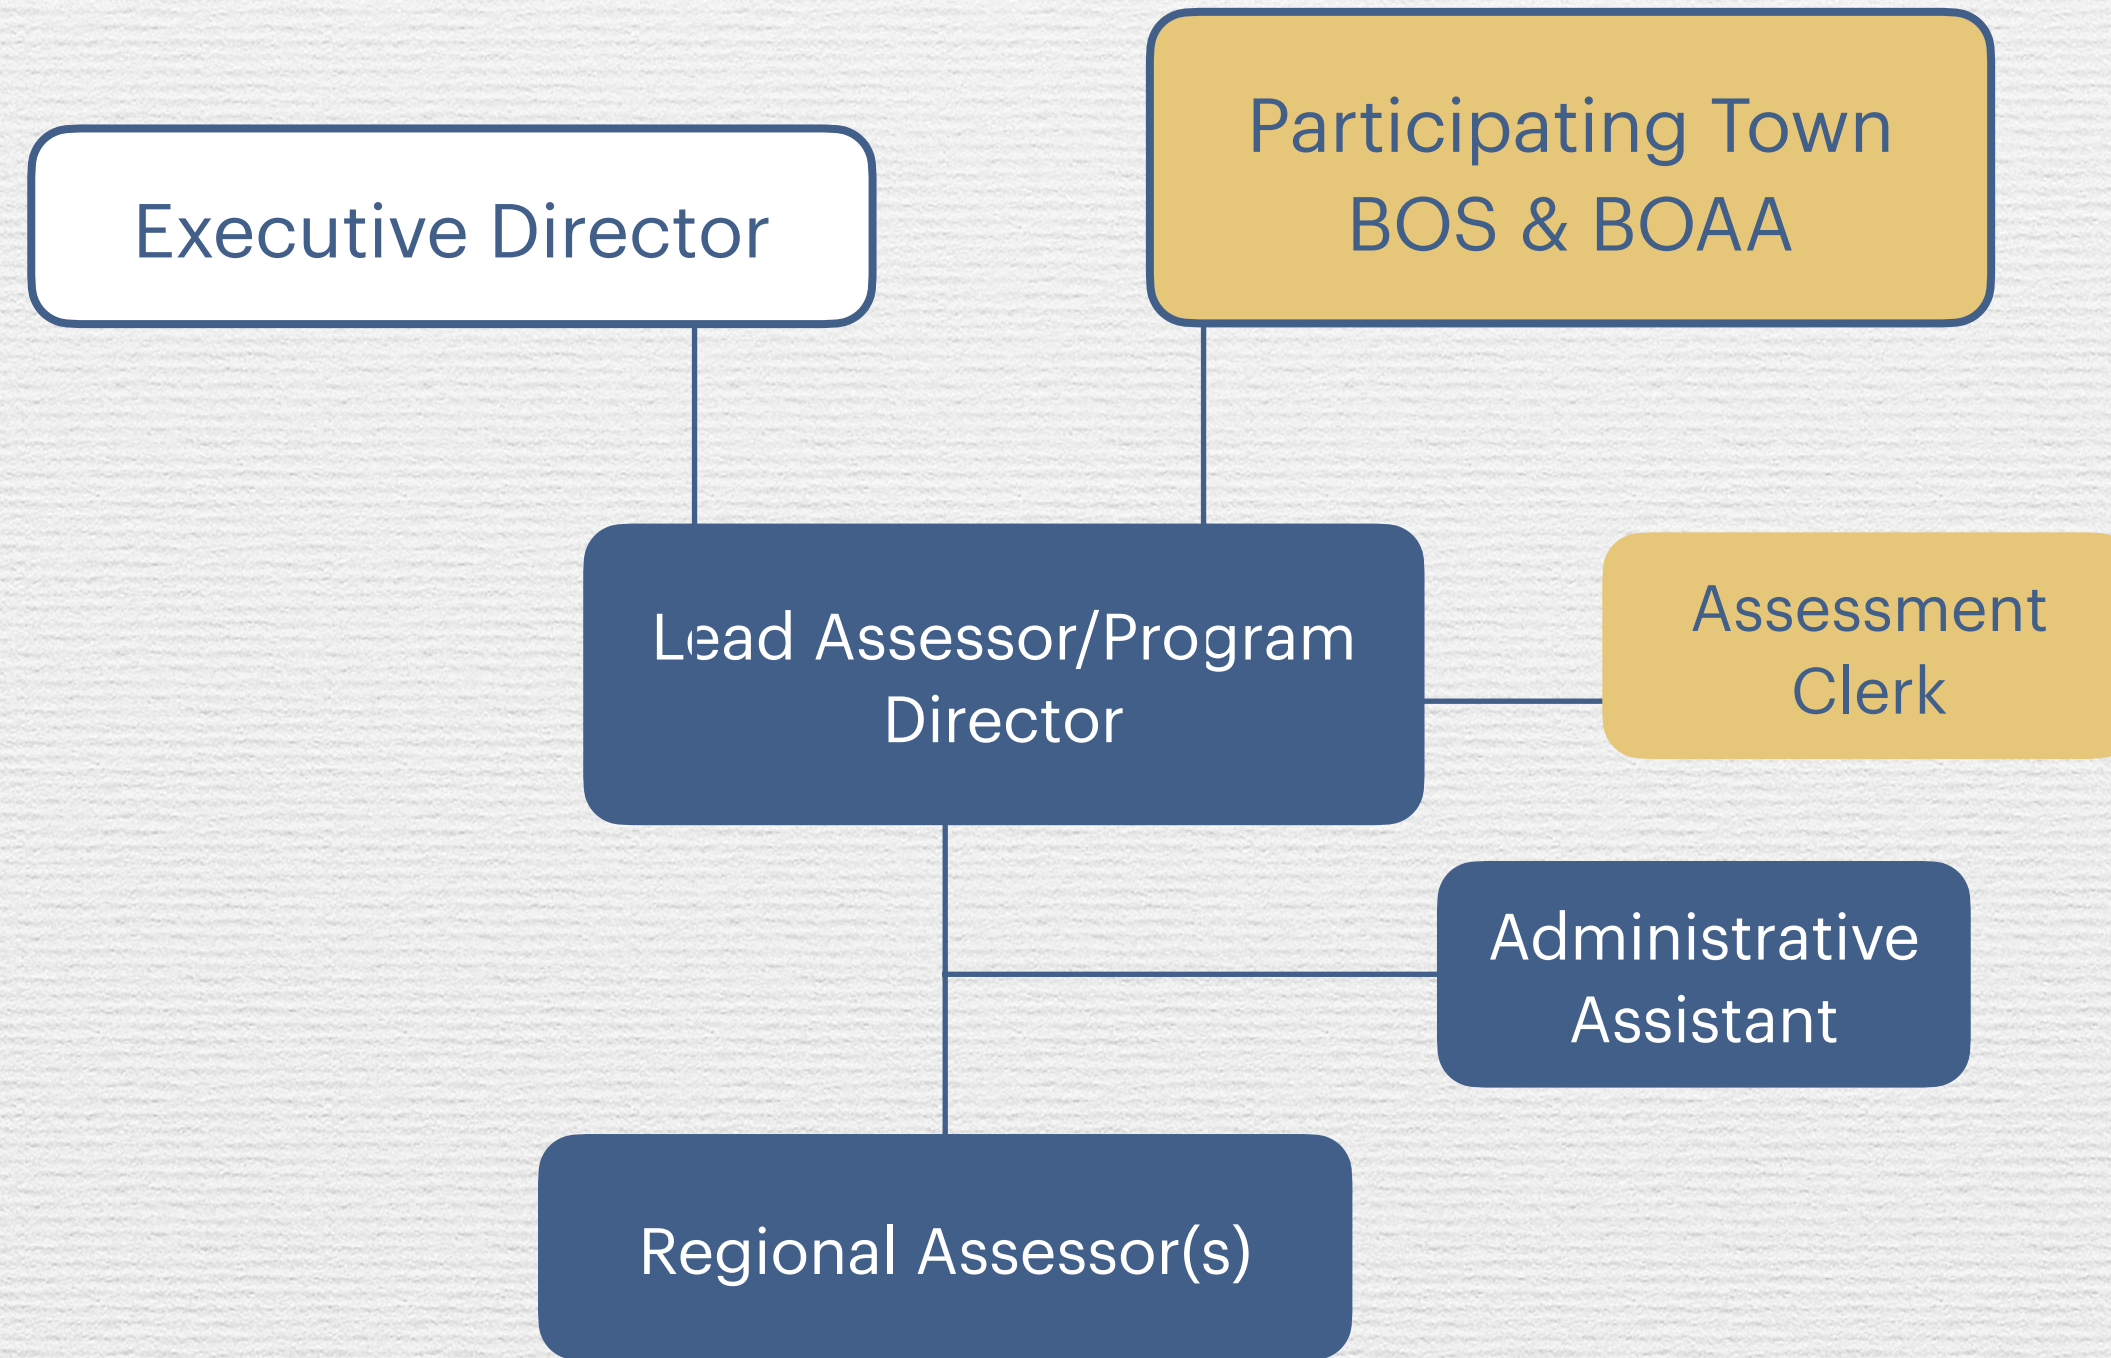 Executive Director
Participating Town
BOS & BOAA
Lead Assessor/Program
Director
Assessment
Clerk
Administrative
Assistant
Regional Assessor(s)